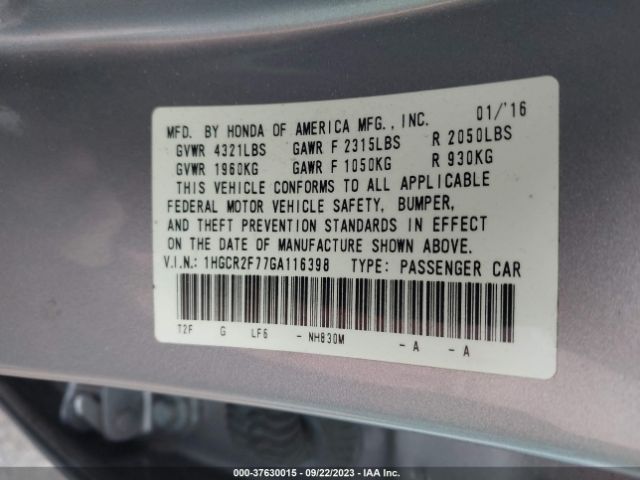 MFD. BY HONDA OF AMERICA MFG., INC. 01/'16
GVWR 4321LBS GAWR F 2315LBS R 2050LBS
GVWR 1960KG GAWR F 1050KG R 930KG
THIS VEHICLE CONFORMS TO ALL APPLICABLE
FEDERAL MOTOR VEHICLE SAFETY, BUMPER,
AND THEFT PREVENTION STANDARDS IN EFFECT
ON THE DATE OF MANUFACTURE SHOWN ABOVE.
V.I.N.: 1HGCR2F77GA116398 TYPE: PASSENGER CAR
T2F G LF6 - NH830M - A - A
000-37630015 - 09/22/2023 - IAA Inc.